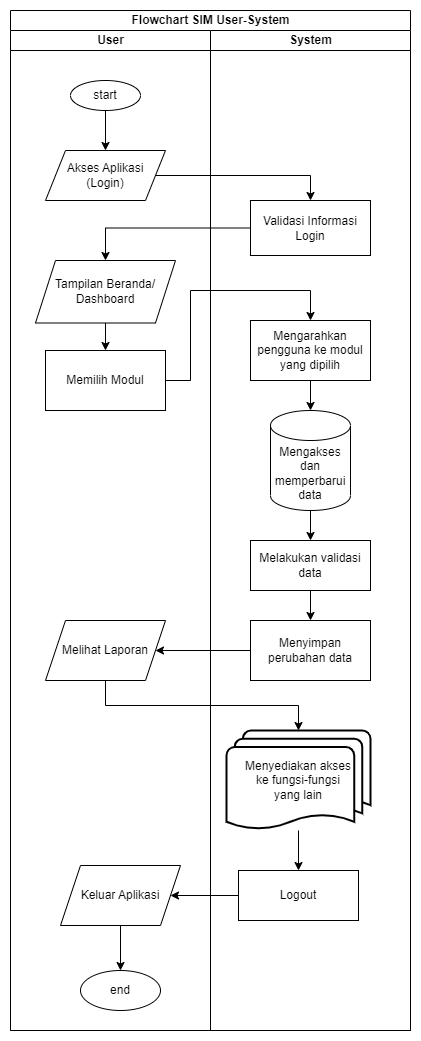 Flowchart SIM User-System
User
System
start
Akses Aplikasi
(Login)
Validasi Informasi
Login
Tampilan Beranda/
Dashboard
Memilih Modul
Mengarahkan
pengguna ke modul
yang dipilih
Mengakses
dan
memperbarui
data
Melakukan validasi
data
Menyimpan
perubahan data
Melihat Laporan
Menyediakan akses
ke fungsi-fungsi
yang lain
Logout
Keluar Aplikasi
end